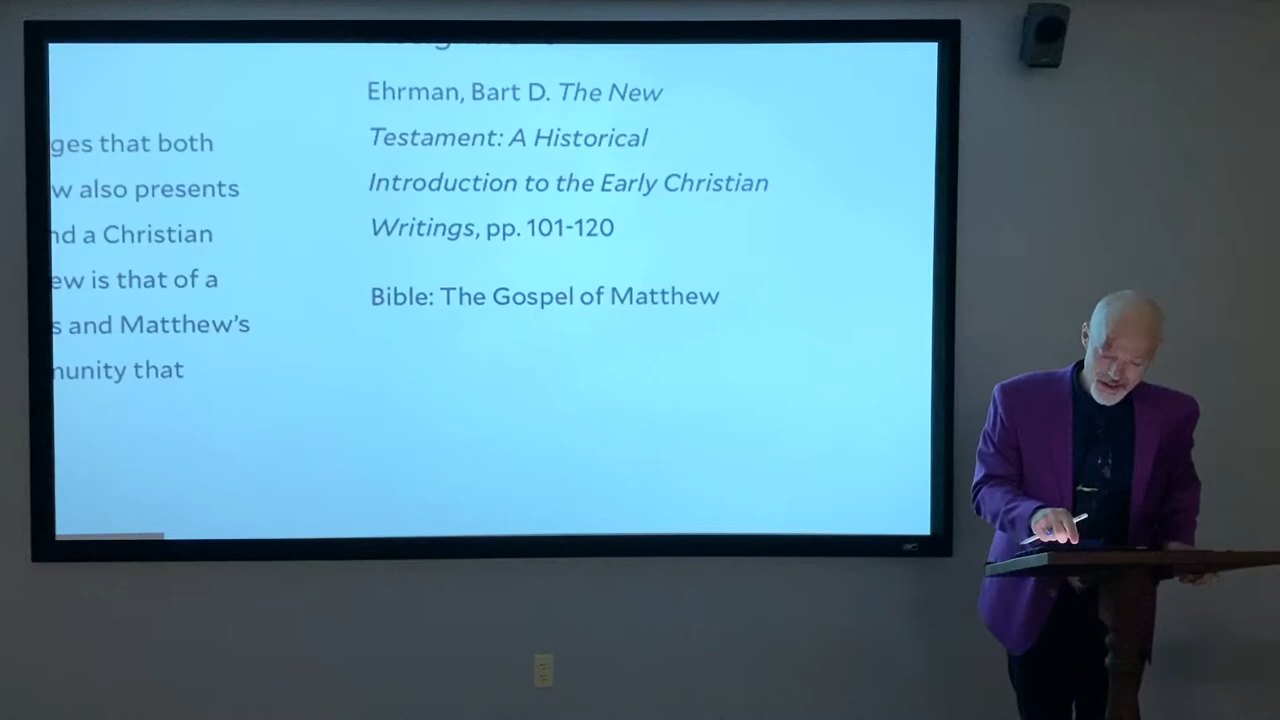 ges that both
w also presents
nd a Christian
ew is that of a
s and Matthew's
nunity that
Ehrman, Bart D. The New
Testament: A Historical
Introduction to the Early Christian
Writings, pp. 101-120
Bible: The Gospel of Matthew